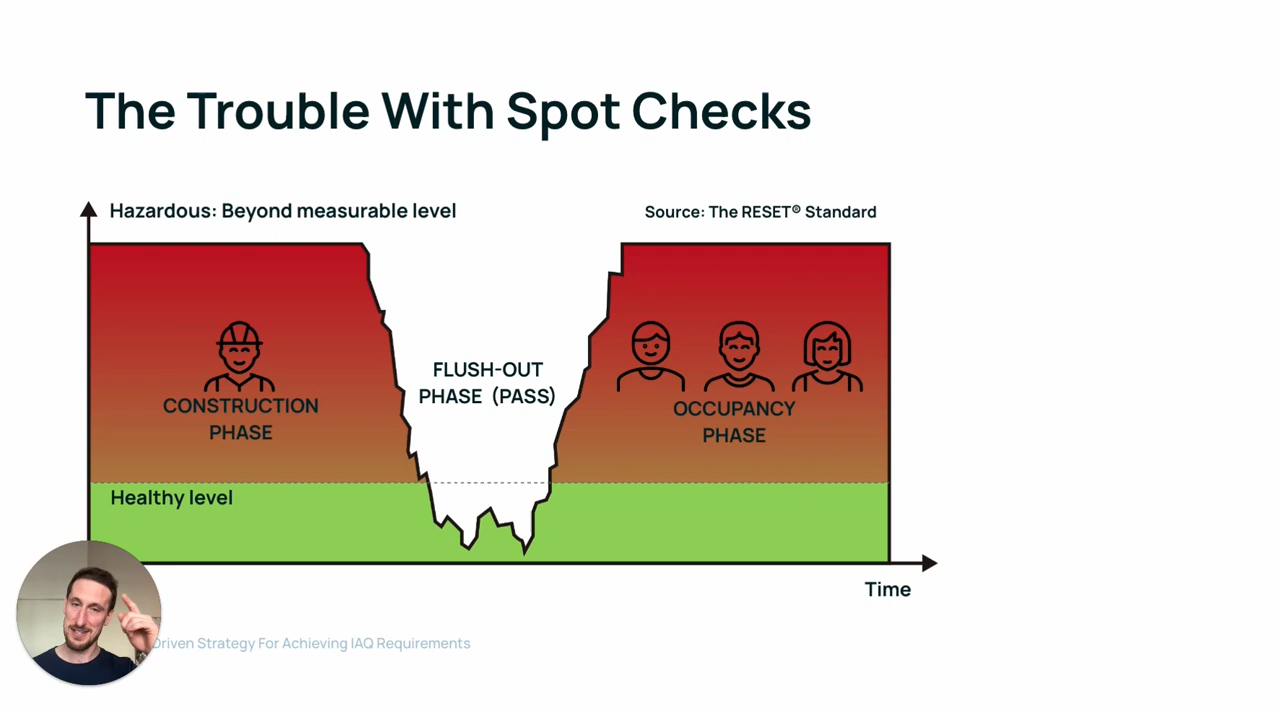 The Trouble With Spot Checks
Hazardous: Beyond measurable level
Source: The RESET® Standard
FLUSH-OUT
PHASE (PASS)
CONSTRUCTION
PHASE
OCCUPANCY
PHASE
Healthy level
Time
Driven Strategy For Achieving IAQ Requirements